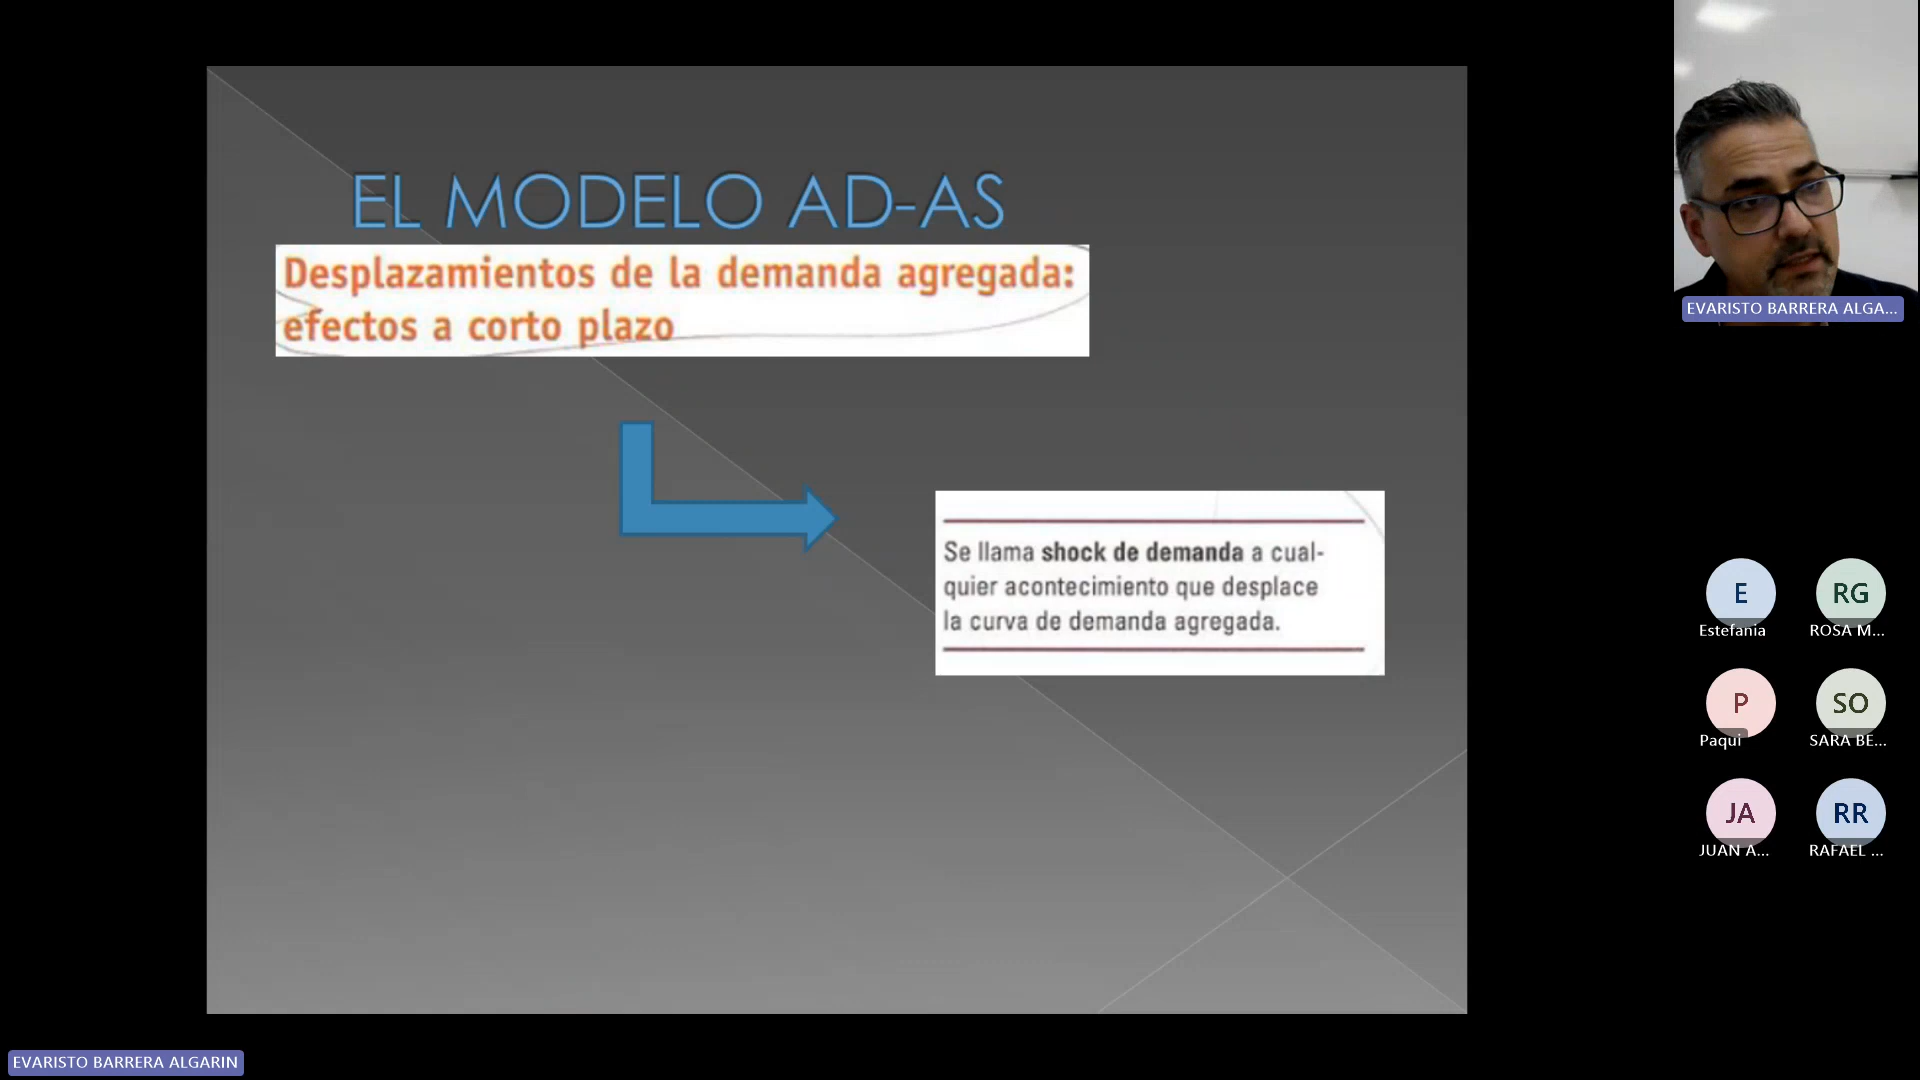 EL MODELO AD-AS
Desplazamientos de la demanda agregada:
efectos a corto plazo
Se llama shock de demanda a cual-
quier acontecimiento que desplace
la curva de demanda agregada.
EVARISTO BARRERA ALGA...
E
RG
Estefania
ROSA M...
P
SO
Paqui
SARA BE...
JA
RR
JUAN A...
RAFAEL ...
EVARISTO BARRERA ALGARIN